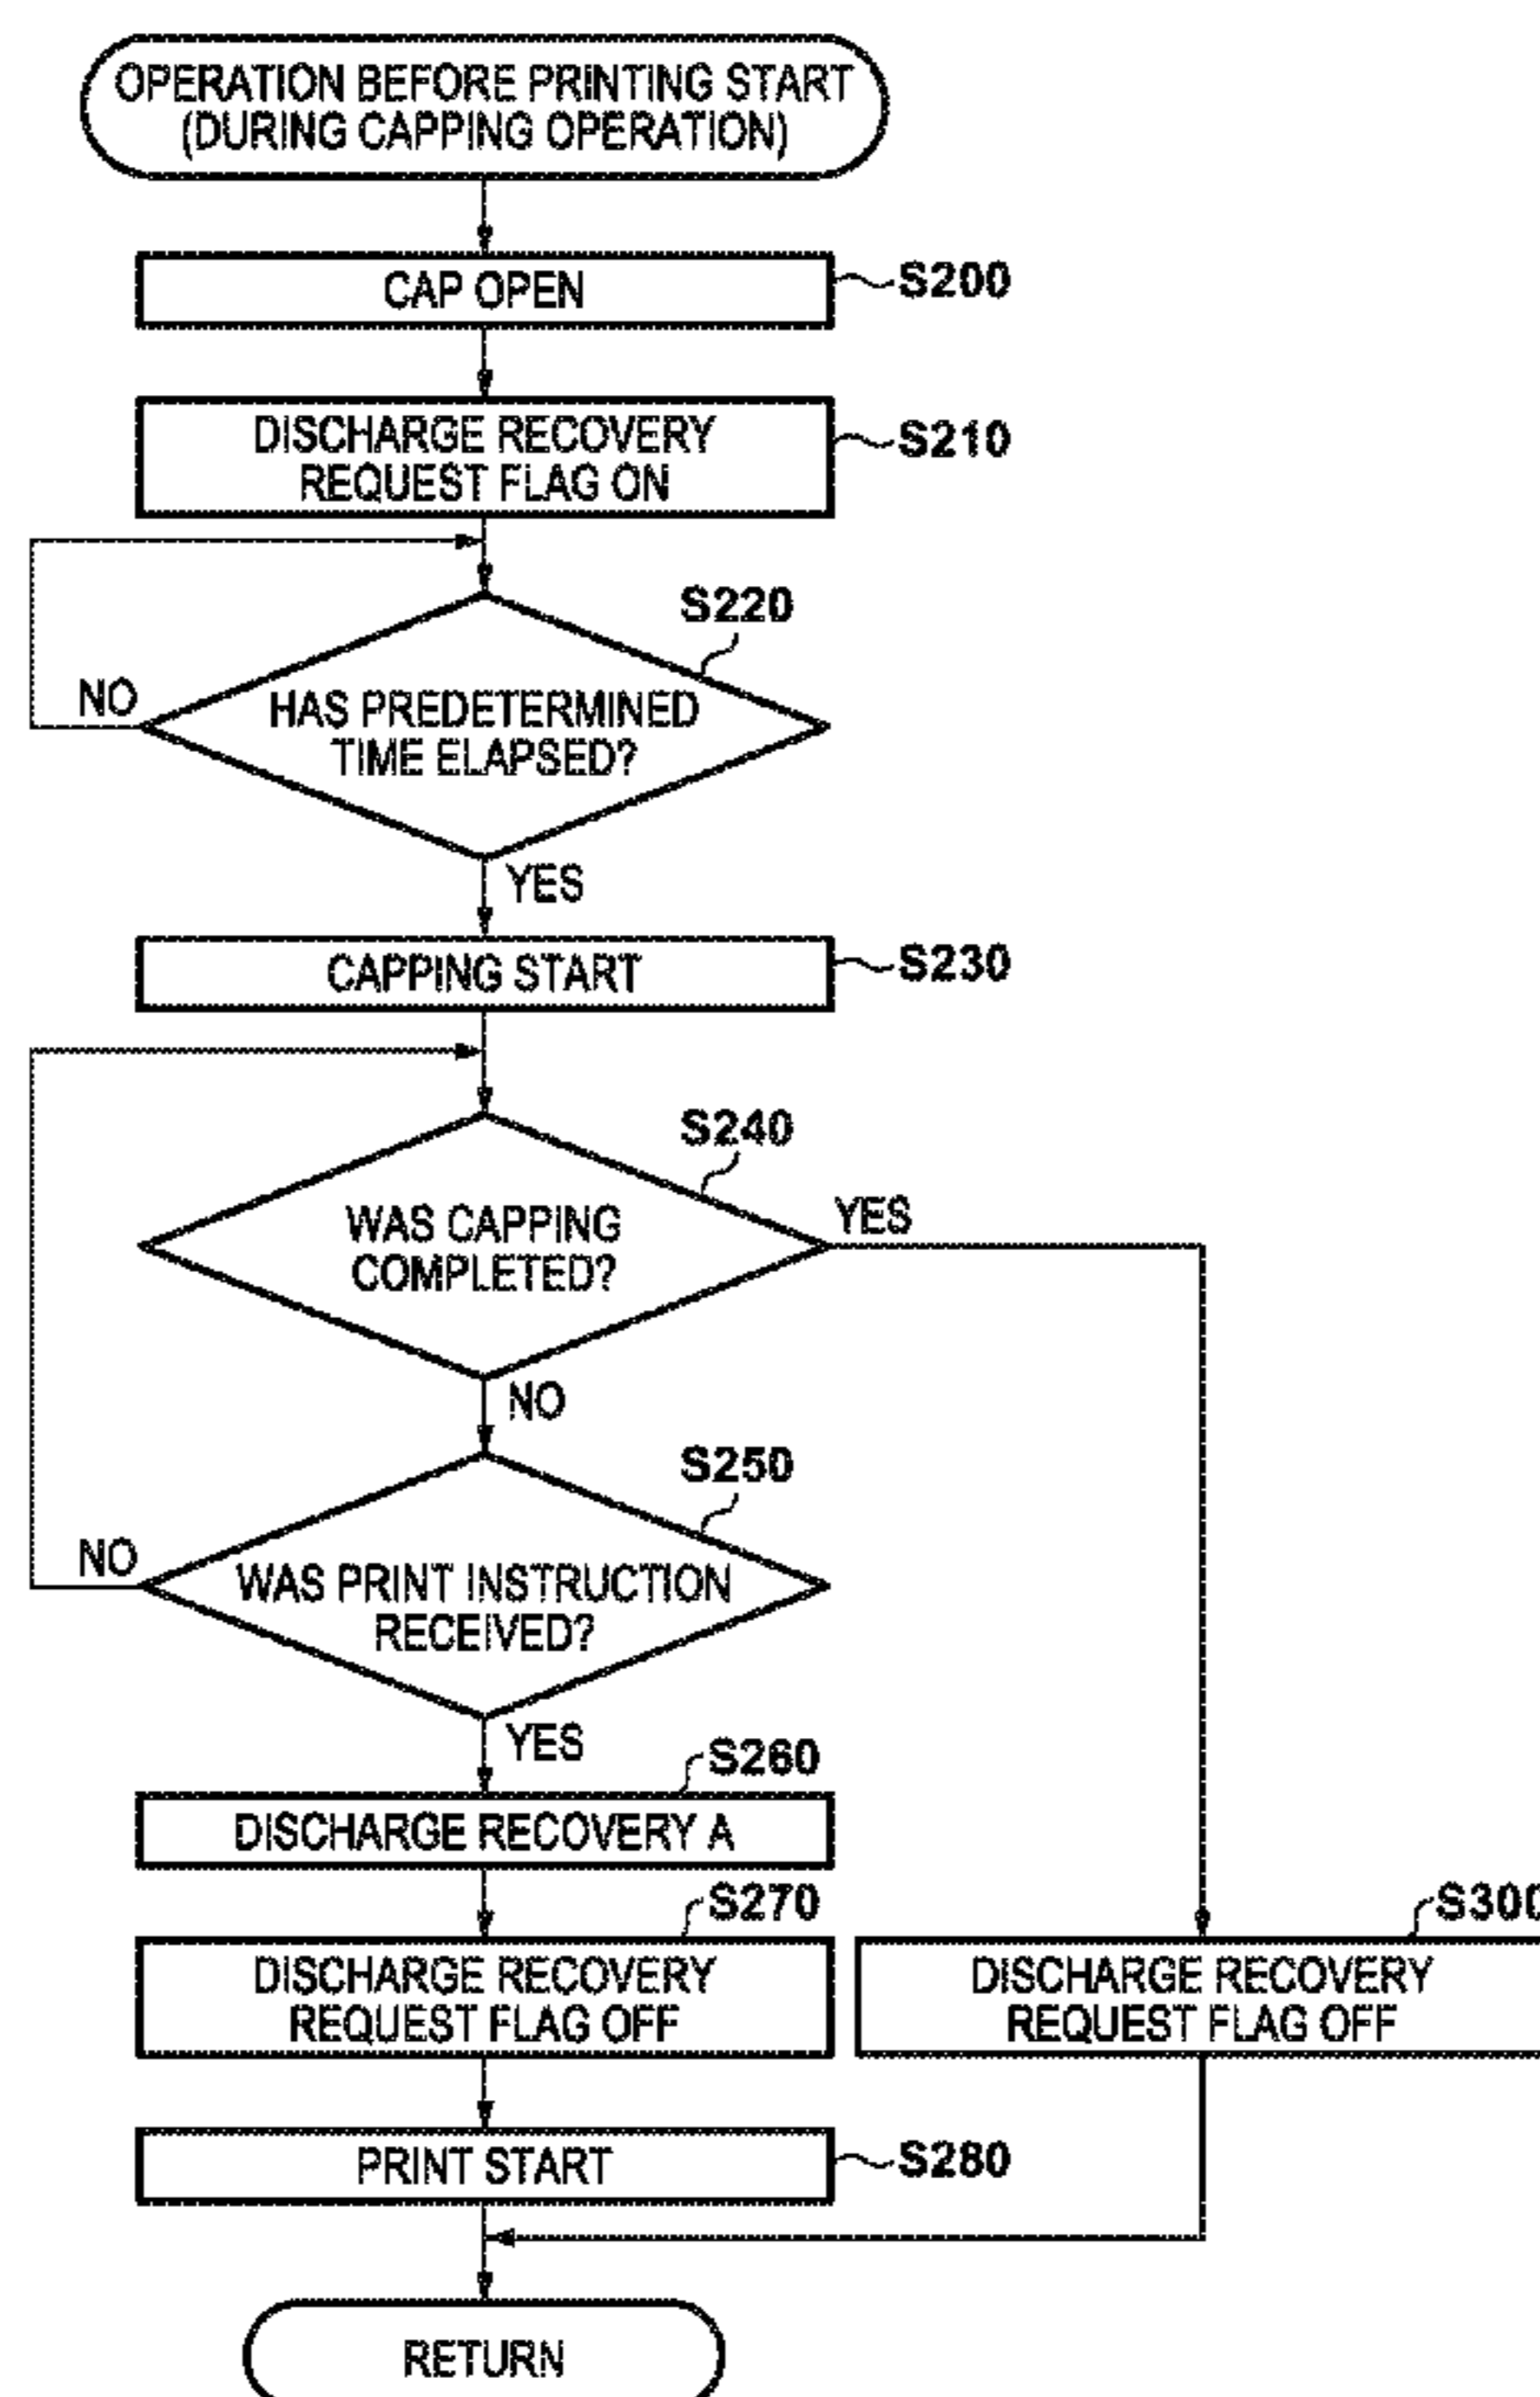 OPERATION BEFORE PRINTING START
(DURING CAPPING OPERATION)
CAP OPEN
S200
DISCHARGE RECOVERY
REQUEST FLAG ON
S210
S220
NO
HAS PREDETERMINED
TIME ELAPSED?
YES
CAPPING START
S230
S240
WAS CAPPING
COMPLETED?
YES
NO
S250
NO
WAS PRINT INSTRUCTION
RECEIVED?
YES
S260
DISCHARGE RECOVERY A
S270
DISCHARGE RECOVERY
REQUEST FLAG OFF
S300
DISCHARGE RECOVERY
REQUEST FLAG OFF
PRINT START
S280
RETURN